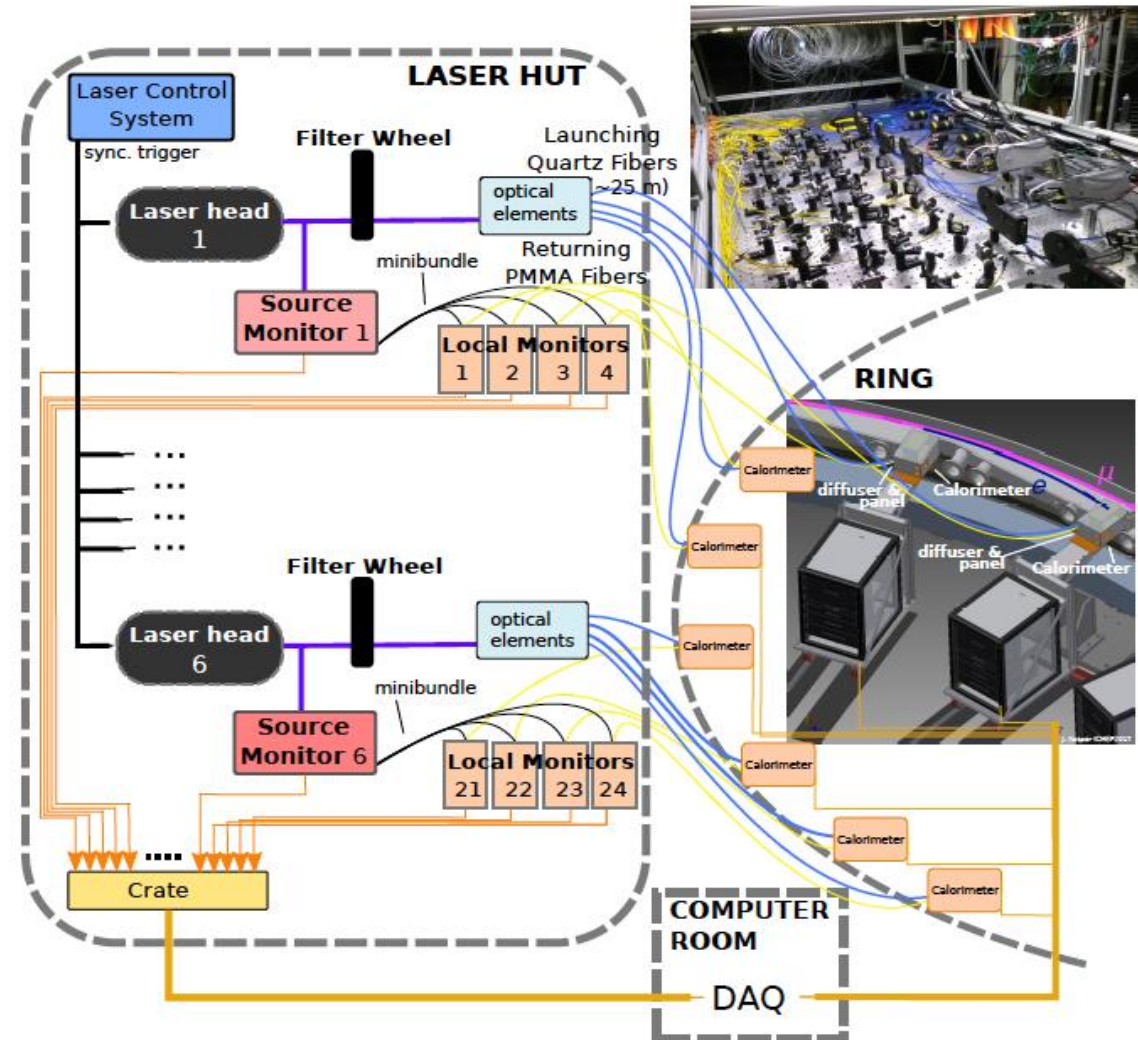 LASER HUT
Laser Control
System
sync. trigger
Filter Wheel
Launching
Quartz Fibers
(~25 m)
Laser head
1
optical
elements
minibundle
Returning
PMMA Fibers
Source
Monitor 1
Local Monitors
1 2 3 4
RING
Calorimeter
diffuser &
panel
Calorimeter
e
μ
Calorimeter
diffuser &
panel
Calorimeter
...
...
...
...
Filter Wheel
Laser head
6
optical
elements
Calorimeter
minibundle
Source
Monitor 6
Local Monitors
21 22 23 24
Calorimeter
Calorimeter
Calorimeter
.....
Crate
COMPUTER
ROOM
DAQ